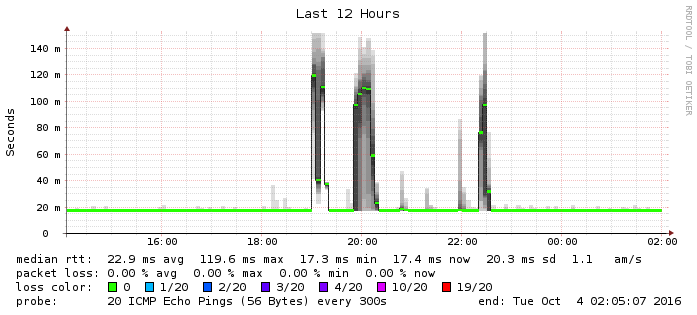 Last 12 Hours
RRDTOOL / TOBI OETIKER
Seconds
140 m
120 m
100 m
80 m
60 m
40 m
20 m
0
16:00 18:00 20:00 22:00 00:00 02:00
median rtt: 22.9 ms avg 119.6 ms max 17.3 ms min 17.4 ms now 20.3 ms sd 1.1 am/s
packet loss: 0.00 % avg 0.00 % max 0.00 % min 0.00 % now
loss color: 0 1/20 2/20 3/20 4/20 10/20 19/20
probe: 20 ICMP Echo Pings (56 Bytes) every 300s end: Tue Oct 4 02:05:07 2016